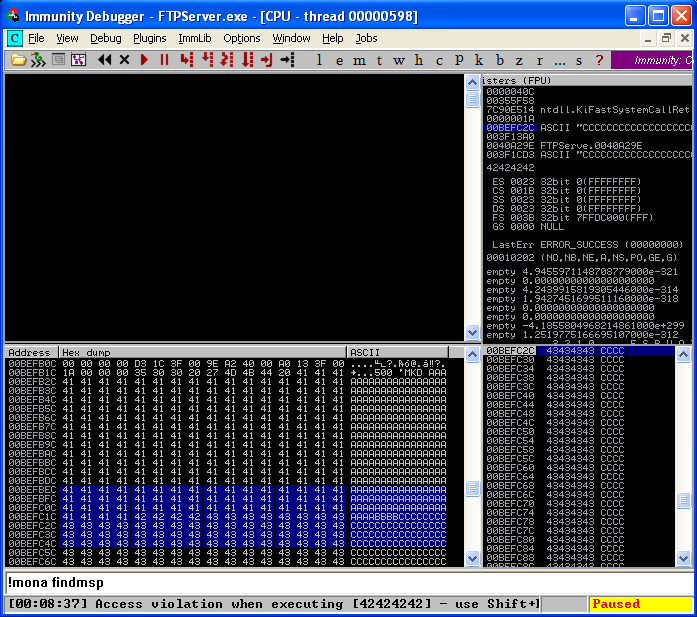 Immunity Debugger - FTPServer.exe - [CPU - thread 00000598]
C File View Debug Plugins ImmLib Options Window Help Jobs
l e m t w h c p k b z r ... s ? Immunity: C
isters (FPU)
0000040C
00355F58
7C90E514 ntdll.KiFastSystemCallRet
0000001A
00BEFC2C ASCII "CCCCCCCCCCCCCCCCCC
003F13A0
0040A29E FTPServe.0040A29E
003F1CD3 ASCII "CCCCCCCCCCCCCCCCCC
42424242
ES 0023 32bit 0(FFFFFFFF)
CS 001B 32bit 0(FFFFFFFF)
SS 0023 32bit 0(FFFFFFFF)
DS 0023 32bit 0(FFFFFFFF)
FS 003B 32bit 7FFDC000(FFF)
GS 0000 NULL
LastErr ERROR_SUCCESS (00000000)
00010202 (NO,NB,NE,A,NS,PO,GE,G)
empty 4.9455971148708779000e-321
empty 0.0000000000000000000
empty 4.2439915819305446000e-314
empty 1.9427451699511160000e-318
empty 0.0000000000000000000
empty 0.0000000000000000000
empty -4.1855804968214861000e+299
empty 1.2519775166695107000e-312
Address Hex dump ASCII
00BEFB0C 00 00 00 00 D3 1C 3F 00 9E A2 40 00 A0 13 3F 00
00BEFB1C 1A 00 00 00 35 30 30 20 27 4D 4B 44 20 41 41 41 +...500 'MKD AAA
00BEFB2C 41 41 41 41 41 41 41 41 41 41 41 41 41 41 41 41 AAAAAAAAAAAAAAAA
00BEFB3C 41 41 41 41 41 41 41 41 41 41 41 41 41 41 41 41 AAAAAAAAAAAAAAAA
00BEFB4C 41 41 41 41 41 41 41 41 41 41 41 41 41 41 41 41 AAAAAAAAAAAAAAAA
00BEFB5C 41 41 41 41 41 41 41 41 41 41 41 41 41 41 41 41 AAAAAAAAAAAAAAAA
00BEFB6C 41 41 41 41 41 41 41 41 41 41 41 41 41 41 41 41 AAAAAAAAAAAAAAAA
00BEFB7C 41 41 41 41 41 41 41 41 41 41 41 41 41 41 41 41 AAAAAAAAAAAAAAAA
00BEFB8C 41 41 41 41 41 41 41 41 41 41 41 41 41 41 41 41 AAAAAAAAAAAAAAAA
00BEFB9C 41 41 41 41 41 41 41 41 41 41 41 41 41 41 41 41 AAAAAAAAAAAAAAAA
00BEFBAC 41 41 41 41 41 41 41 41 41 41 41 41 41 41 41 41 AAAAAAAAAAAAAAAA
00BEFBBC 41 41 41 41 41 41 41 41 41 41 41 41 41 41 41 41 AAAAAAAAAAAAAAAA
00BEFBCC 41 41 41 41 41 41 41 41 41 41 41 41 41 41 41 41 AAAAAAAAAAAAAAAA
00BEFBDC 41 41 41 41 41 41 41 41 41 41 41 41 41 41 41 41 AAAAAAAAAAAAAAAA
00BEFBEC 41 41 41 41 41 41 41 41 41 41 41 41 41 41 41 41 AAAAAAAAAAAAAAAA
00BEFBFC 41 41 41 41 41 41 41 41 41 41 41 41 41 41 41 41 AAAAAAAAAAAAAAAA
00BEFC0C 41 41 41 41 41 41 41 41 41 41 41 41 41 41 41 41 AAAAAAAAAAAAAAAA
00BEFC1C 41 41 41 41 42 42 42 42 43 43 43 43 43 43 43 43 AAAABBBBCCCCCCCC
00BEFC2C 43 43 43 43 43 43 43 43 43 43 43 43 43 43 43 43 CCCCCCCCCCCCCCCC
00BEFC3C 43 43 43 43 43 43 43 43 43 43 43 43 43 43 43 43 CCCCCCCCCCCCCCCC
00BEFC4C 43 43 43 43 43 43 43 43 43 43 43 43 43 43 43 43 CCCCCCCCCCCCCCCC
00BEFC5C 43 43 43 43 43 43 43 43 43 43 43 43 43 43 43 43 CCCCCCCCCCCCCCCC
00BEFC6C 43 43 43 43 43 43 43 43 43 43 43 43 43 43 43 43 CCCCCCCCCCCCCCCC
00BEFC2C 43434343 CCCC
00BEFC30 43434343 CCCC
00BEFC34 43434343 CCCC
00BEFC38 43434343 CCCC
00BEFC3C 43434343 CCCC
00BEFC40 43434343 CCCC
00BEFC44 43434343 CCCC
00BEFC48 43434343 CCCC
00BEFC4C 43434343 CCCC
00BEFC50 43434343 CCCC
00BEFC54 43434343 CCCC
00BEFC58 43434343 CCCC
00BEFC5C 43434343 CCCC
00BEFC60 43434343 CCCC
00BEFC64 43434343 CCCC
00BEFC68 43434343 CCCC
00BEFC6C 43434343 CCCC
00BEFC70 43434343 CCCC
00BEFC74 43434343 CCCC
00BEFC78 43434343 CCCC
00BEFC7C 43434343 CCCC
00BEFC80 43434343 CCCC
00BEFC84 43434343 CCCC
00BEFC88 43434343 CCCC
00BEFC8C 43434343 CCCC
00BEFC90 43434343 CCCC
!mona findmsp
[00:08:37] Access violation when executing [42424242] - use Shift+
Paused